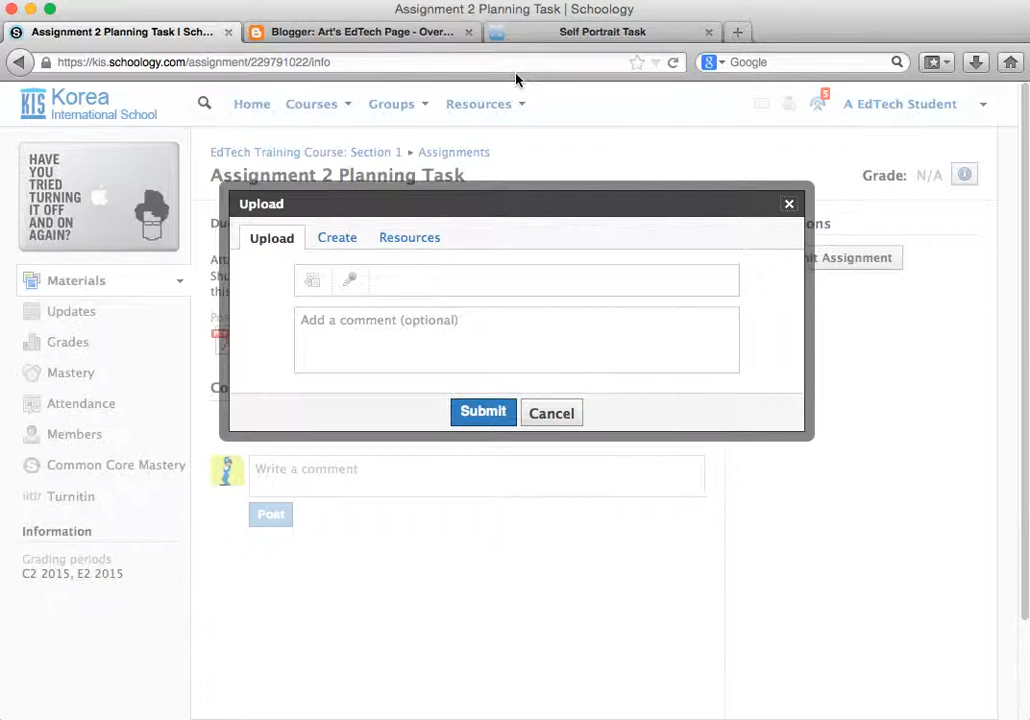 Assignment 2 Planning Task | Schoology
Assignment 2 Planning Task | Sch...
Blogger: Art's EdTech Page - Over...
Self Portrait Task
https://kis.schoology.com/assignment/229791022/info
Google
KIS Korea International School
Home
Courses
Groups
Resources
5
A EdTech Student
HAVE
YOU
TRIED
TURNING
IT OFF
AND ON
AGAIN?
EdTech Training Course: Section 1 ▸ Assignments
Assignment 2 Planning Task
Grade: N/A
Upload
Upload
Create
Resources
Add a comment (optional)
Submit
Cancel
it Assignment
Materials
Updates
Grades
Mastery
Attendance
Members
Common Core Mastery
Turnitin
Information
Grading periods
C2 2015, E2 2015
Write a comment
Post